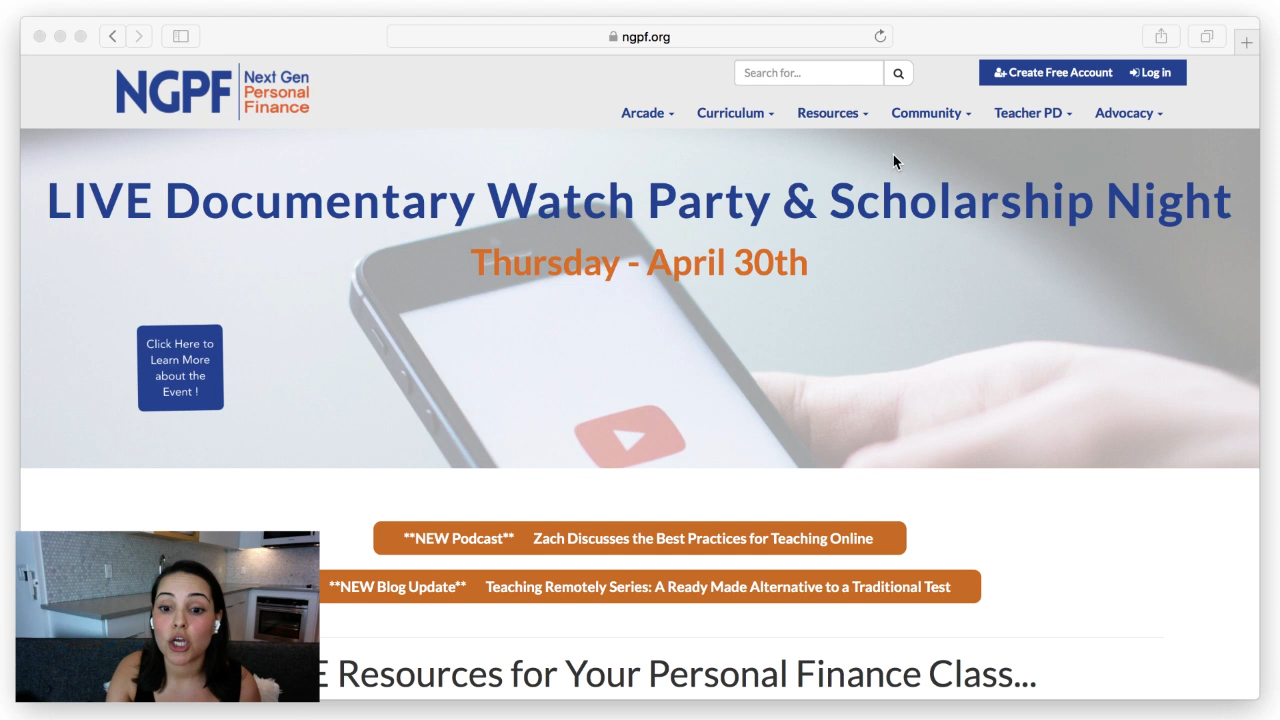 ngpf.org
NGPF
Next Gen
Personal
Finance
Search for...
Create Free Account
Log in
Arcade
Curriculum
Resources
Community
Teacher PD
Advocacy
LIVE Documentary Watch Party & Scholarship Night
Thursday - April 30th
Click Here to
Learn More
about the
Event !
**NEW Podcast** Zach Discusses the Best Practices for Teaching Online
**NEW Blog Update** Teaching Remotely Series: A Ready Made Alternative to a Traditional Test
E Resources for Your Personal Finance Class...